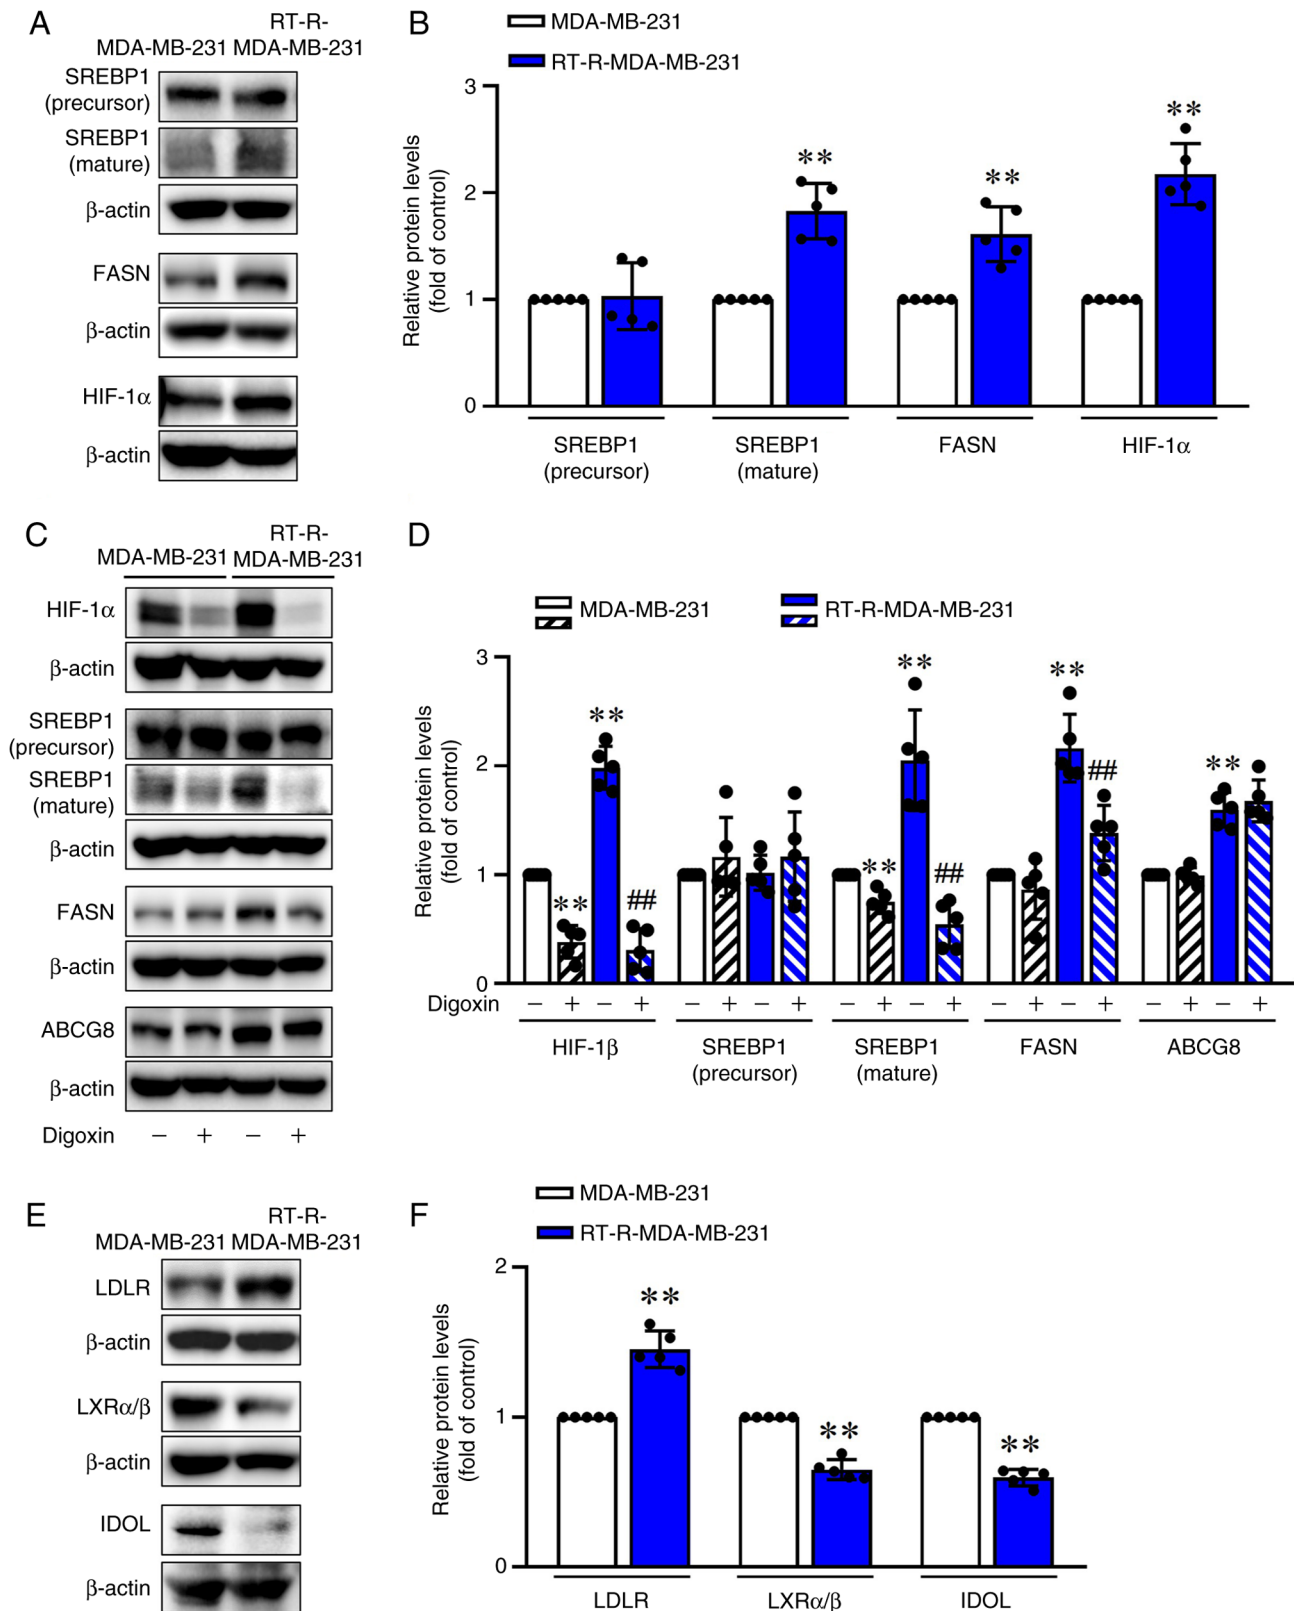 A
MDA-MB-231
RT-R-
MDA-MB-231
SREBP1
(precursor)
SREBP1
(mature)
β-actin
FASN
β-actin
HIF-1α
β-actin
B
MDA-MB-231
RT-R-MDA-MB-231
Relative protein levels
(fold of control)
3
2
1
0
**
**
**
SREBP1
(precursor)
SREBP1
(mature)
FASN
HIF-1α
C
MDA-MB-231
RT-R-
MDA-MB-231
HIF-1α
β-actin
SREBP1
(precursor)
SREBP1
(mature)
β-actin
FASN
β-actin
ABCG8
β-actin
Digoxin − + − +
D
MDA-MB-231
RT-R-MDA-MB-231
Relative protein levels
(fold of control)
3
2
1
0
**
**
##
**
**
##
**
##
**
Digoxin − + − + − + − + − + − + − + − + − + − +
HIF-1β
SREBP1
(precursor)
SREBP1
(mature)
FASN
ABCG8
E
MDA-MB-231
RT-R-
MDA-MB-231
LDLR
β-actin
LXRα/β
β-actin
IDOL
β-actin
F
MDA-MB-231
RT-R-MDA-MB-231
Relative protein levels
(fold of control)
2
1
0
**
**
**
LDLR
LXRα/β
IDOL